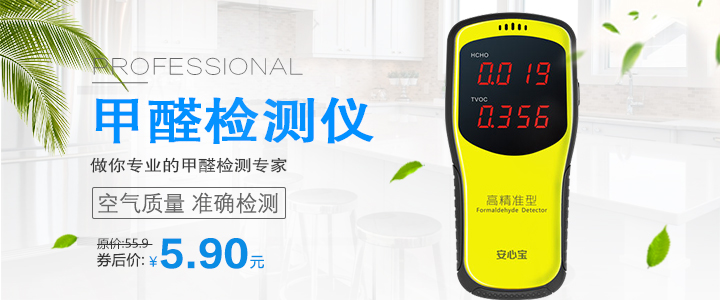 PROFESSIONAL
甲醛检测仪
做你专业的甲醛检测专家
空气质量 准确检测
原价:55.9
券后价:¥5.90元
HCHO
0.019
TVOC
0.356
高精准型
Formaldehyde Detector
安心宝